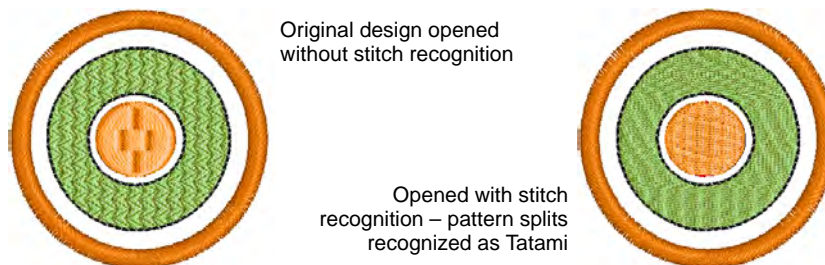 Original design opened
without stitch recognition
Opened with stitch
recognition – pattern splits
recognized as Tatami